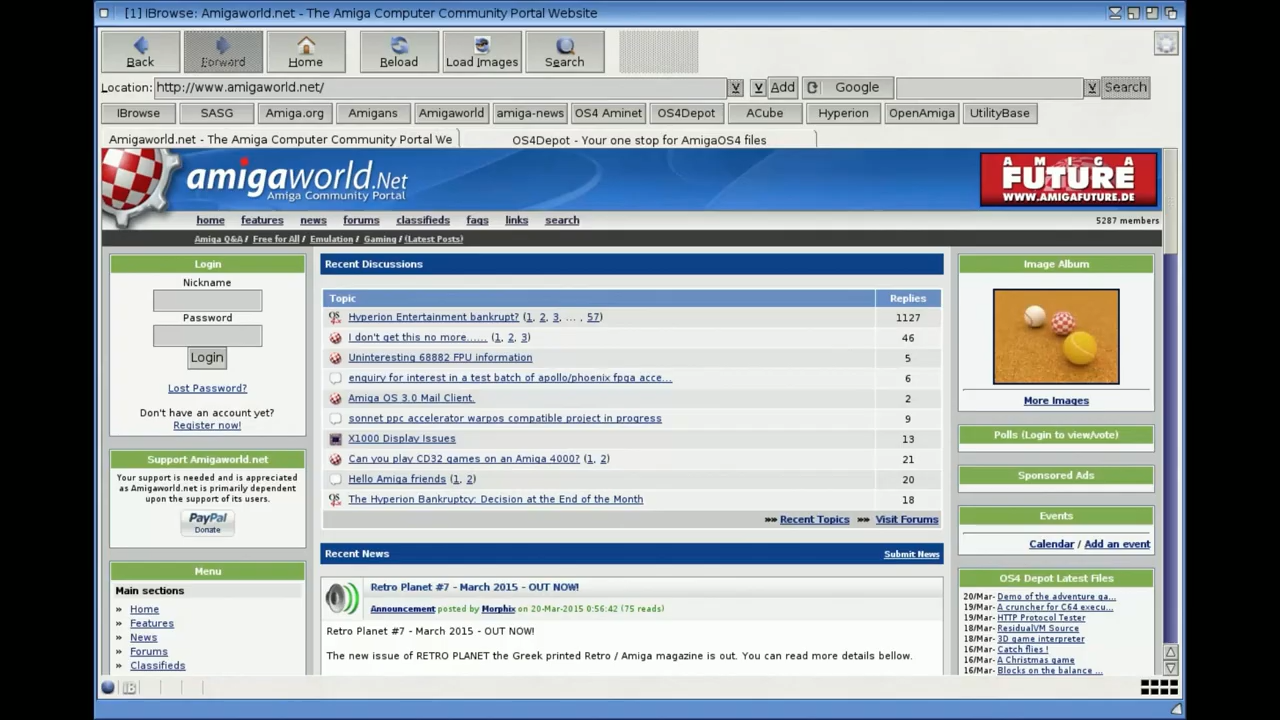 [1] IBrowse: Amigaworld.net - The Amiga Computer Community Portal Website
Back
Forward
Home
Reload
Load Images
Search
Location: http://www.amigaworld.net/
Add
Google
Search
IBrowse
SASG
Amiga.org
Amigans
Amigaworld
amiga-news
OS4 Aminet
OS4Depot
ACube
Hyperion
OpenAmiga
UtilityBase
Amigaworld.net - The Amiga Computer Community Portal We
OS4Depot - Your one stop for AmigaOS4 files
amigaworld.Net
Amiga Community Portal
AMIGA
FUTURE
WWW.AMIGAFUTURE.DE
home features news forums classifieds faqs links search
5287 members
Amiga Q&A / Free for All / Emulation / Gaming / (Latest Posts)
Login
Nickname
Password
Login
Lost Password?
Don't have an account yet?
Register now!
Support Amigaworld.net
Your support is needed and is appreciated
as Amigaworld.net is primarily dependent
upon the support of its users.
PayPal
Donate
Menu
Main sections
» Home
» Features
» News
» Forums
» Classifieds
Recent Discussions
Topic Replies
Hyperion Entertainment bankrupt? (1, 2, 3, ... , 57) 1127
I don't get this no more...... (1, 2, 3) 46
Uninteresting 68882 FPU information 5
enquiry for interest in a test batch of apollo/phoenix fpga acce... 6
Amiga OS 3.0 Mail Client. 2
sonnet ppc accelerator warpos compatible project in progress 9
X1000 Display Issues 13
Can you play CD32 games on an Amiga 4000? (1, 2) 21
Hello Amiga friends (1, 2) 20
The Hyperion Bankruptcy: Decision at the End of the Month 18
»» Recent Topics »» Visit Forums
Recent News Submit News
Retro Planet #7 - March 2015 - OUT NOW!
Announcement posted by Morphix on 20-Mar-2015 0:56:42 (75 reads)
Retro Planet #7 - March 2015 - OUT NOW!
The new issue of RETRO PLANET the Greek printed Retro / Amiga magazine is out. You can read more details bellow.
Image Album
More Images
Polls (Login to view/vote)
Sponsored Ads
Events
Calendar / Add an event
OS4 Depot Latest Files
20/Mar- Demo of the adventure ga...
19/Mar- A cruncher for C64 execu...
19/Mar- HTTP Protocol Tester
18/Mar- ResidualVM Source
18/Mar- 3D game interpreter
16/Mar- Catch flies !
16/Mar- A Christmas game
16/Mar- Blocks on the balance ...